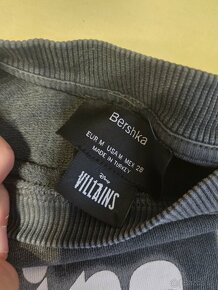 Bershka
EUR M USA M MEX 28
MADE IN TURKEY
Disney
VILLAINS